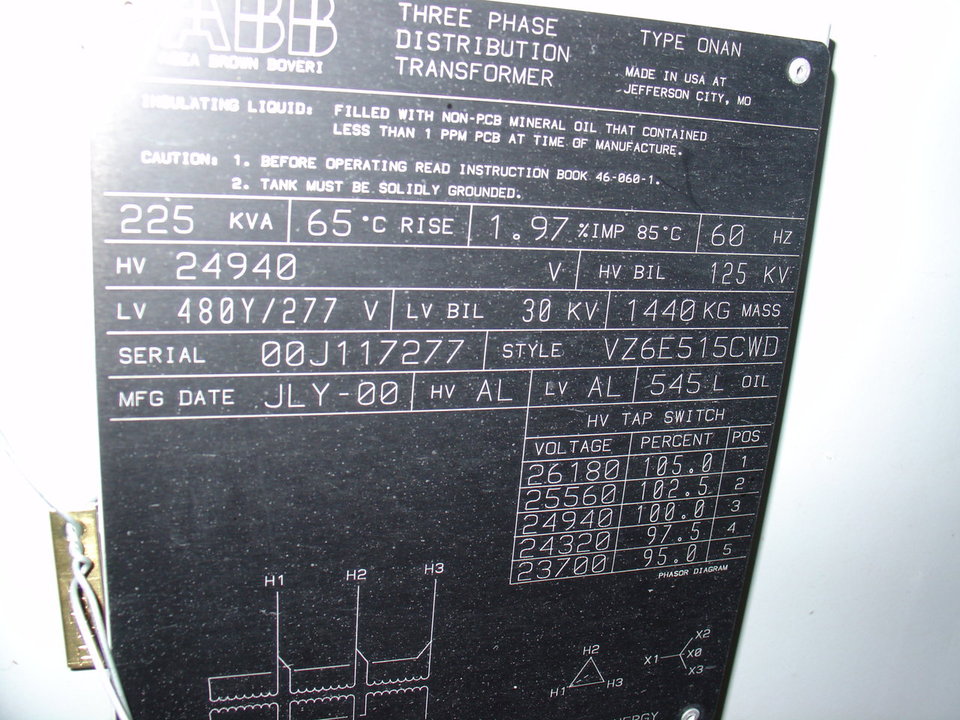 ABB
BROWN BOVERI
THREE PHASE
DISTRIBUTION
TRANSFORMER
TYPE ONAN
MADE IN USA AT
JEFFERSON CITY, MO
INSULATING LIQUID: FILLED WITH NON-PCB MINERAL OIL THAT CONTAINED
LESS THAN 1 PPM PCB AT TIME OF MANUFACTURE.
CAUTION: 1. BEFORE OPERATING READ INSTRUCTION BOOK 46-060-1.
2. TANK MUST BE SOLIDLY GROUNDED.
225 KVA 65 °C RISE 1.97 %IMP 85°C 60 HZ
HV 24940 V HV BIL 125 KV
LV 480Y/277 V LV BIL 30 KV 1440 KG MASS
SERIAL 00J117277 STYLE VZ6E515CWD
MFG DATE JLY-00 HV AL LV AL 545 L OIL
HV TAP SWITCH
VOLTAGE PERCENT POS
26180 105.0 1
25560 102.5 2
24940 100.0 3
24320 97.5 4
23700 95.0 5
PHASOR DIAGRAM
H1 H2 H3
H2
H1 H3
X2
X1 X0
X3